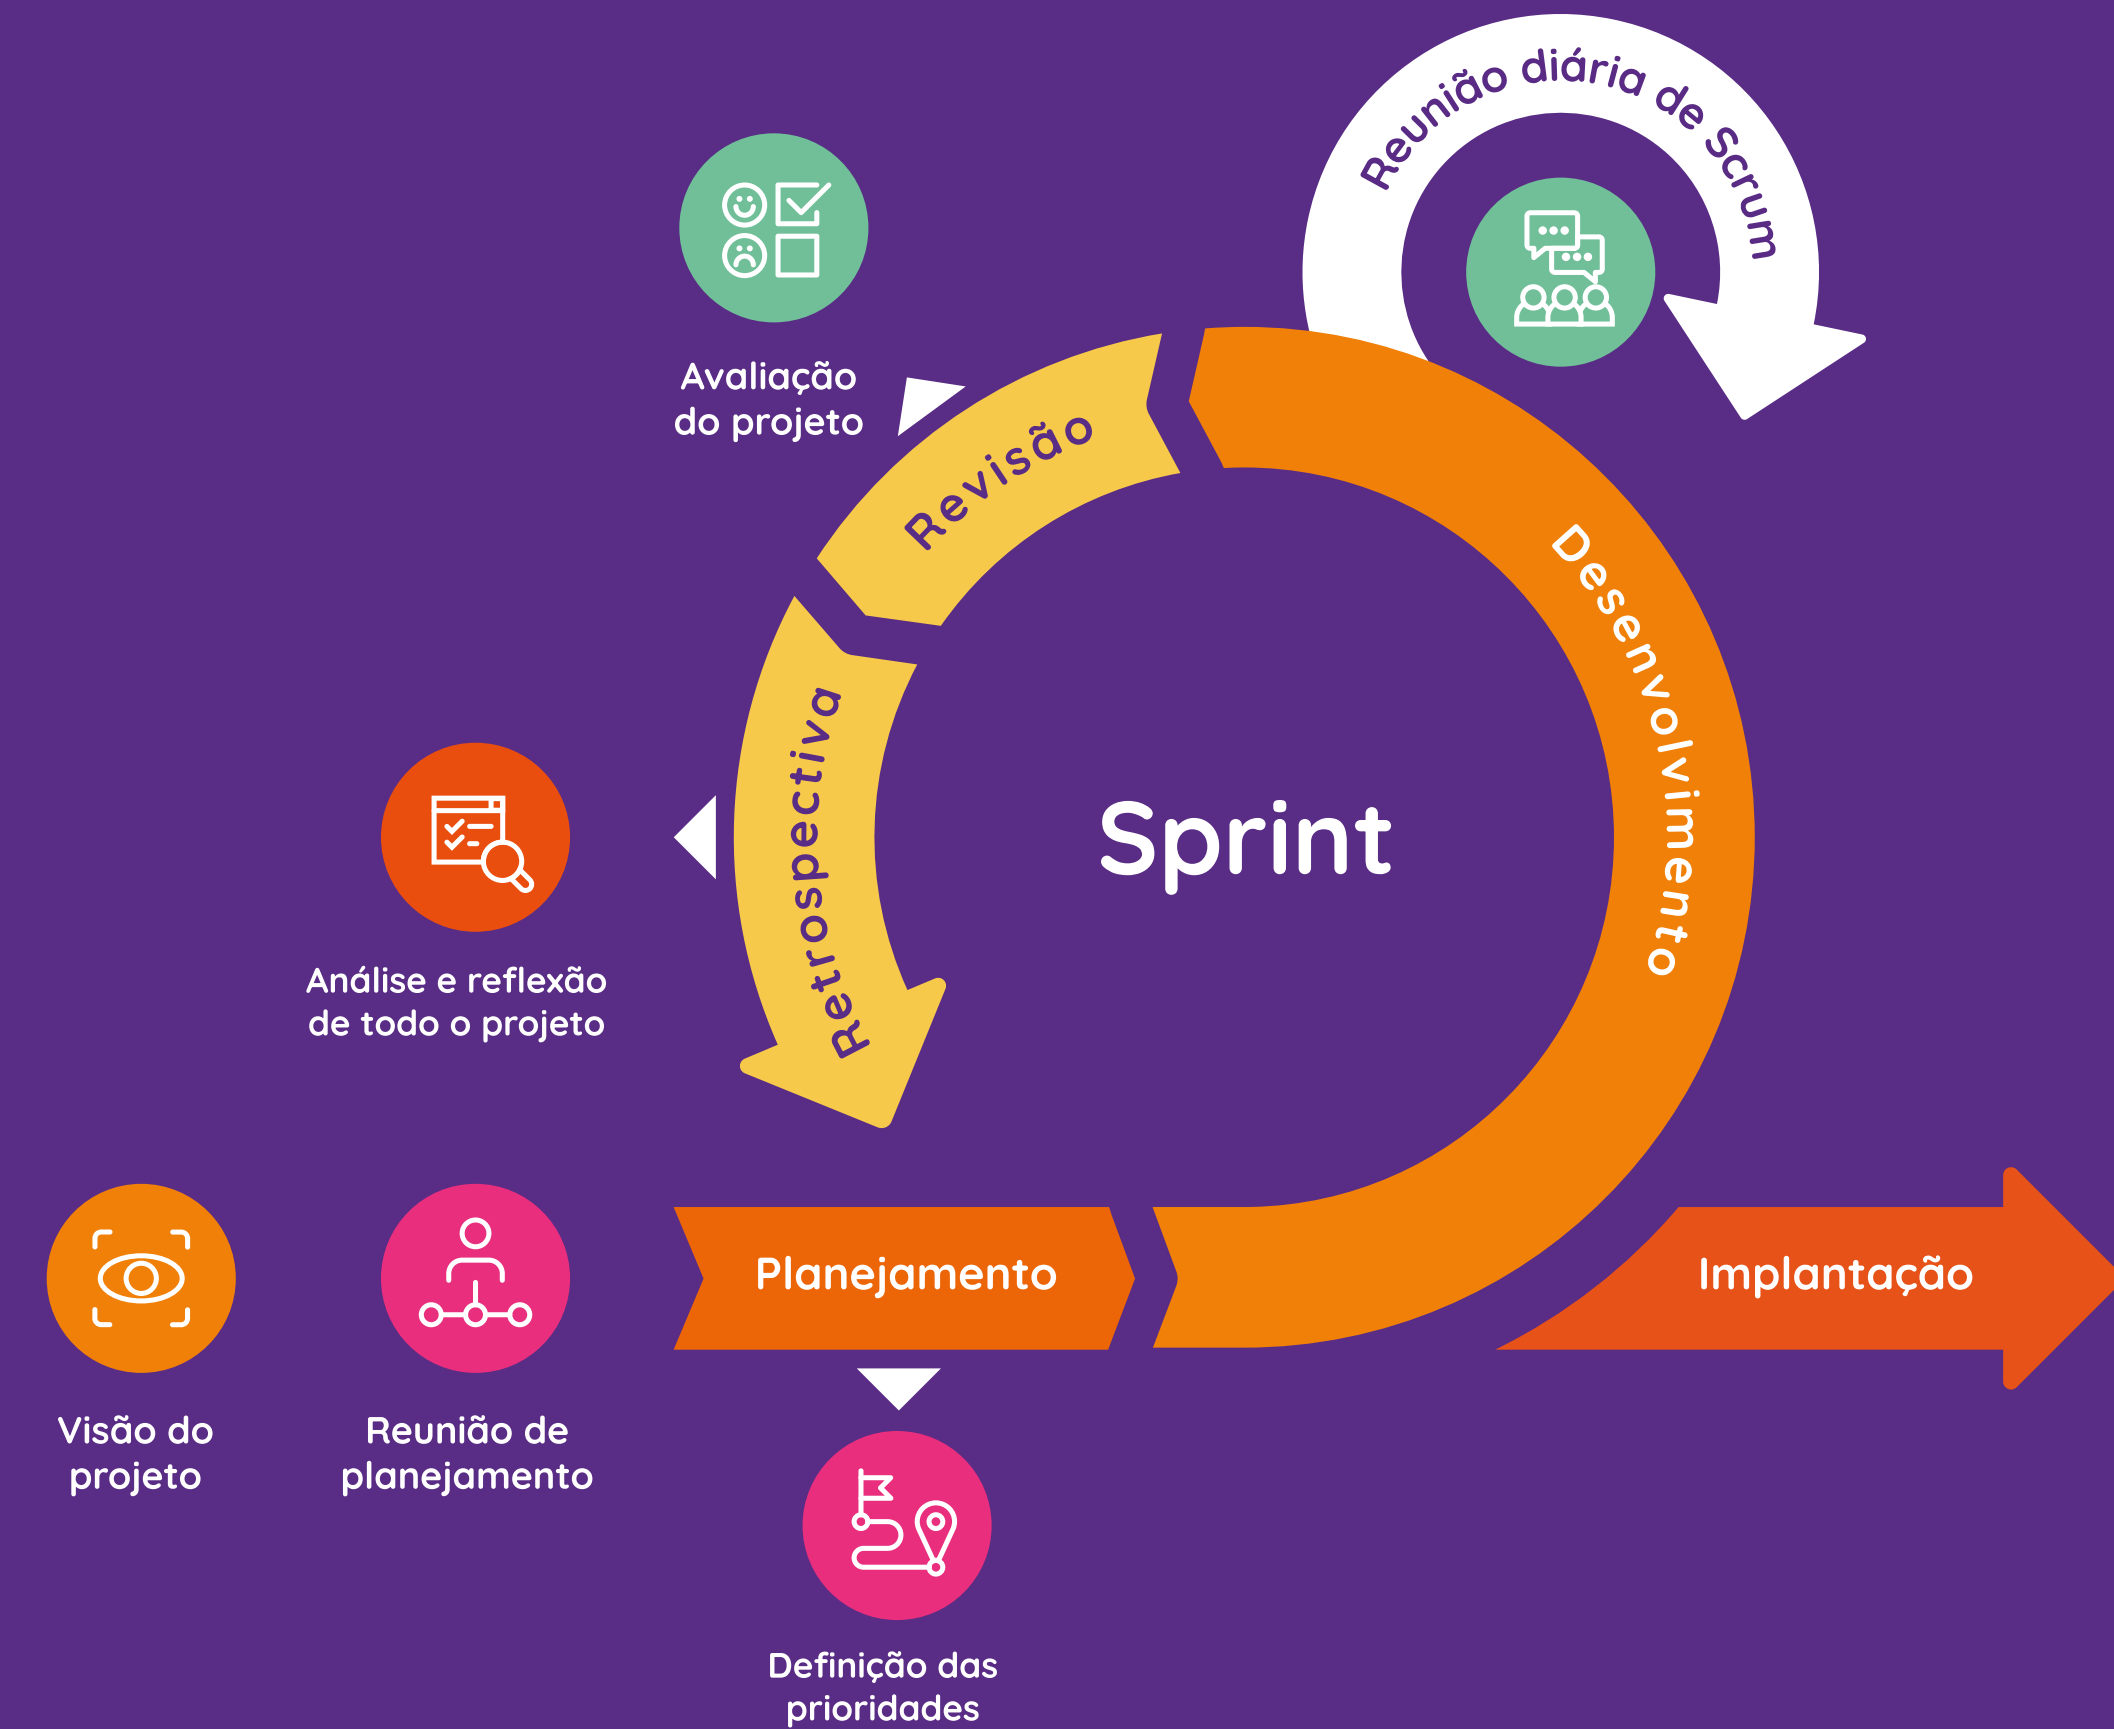 Reunião diária de Scrum
Avaliação
do projeto
Revisão
Desenvolvimento
Retrospectiva
Sprint
Análise e reflexão
de todo o projeto
Planejamento
Implantação
Visão do
projeto
Reunião de
planejamento
Definição das
prioridades